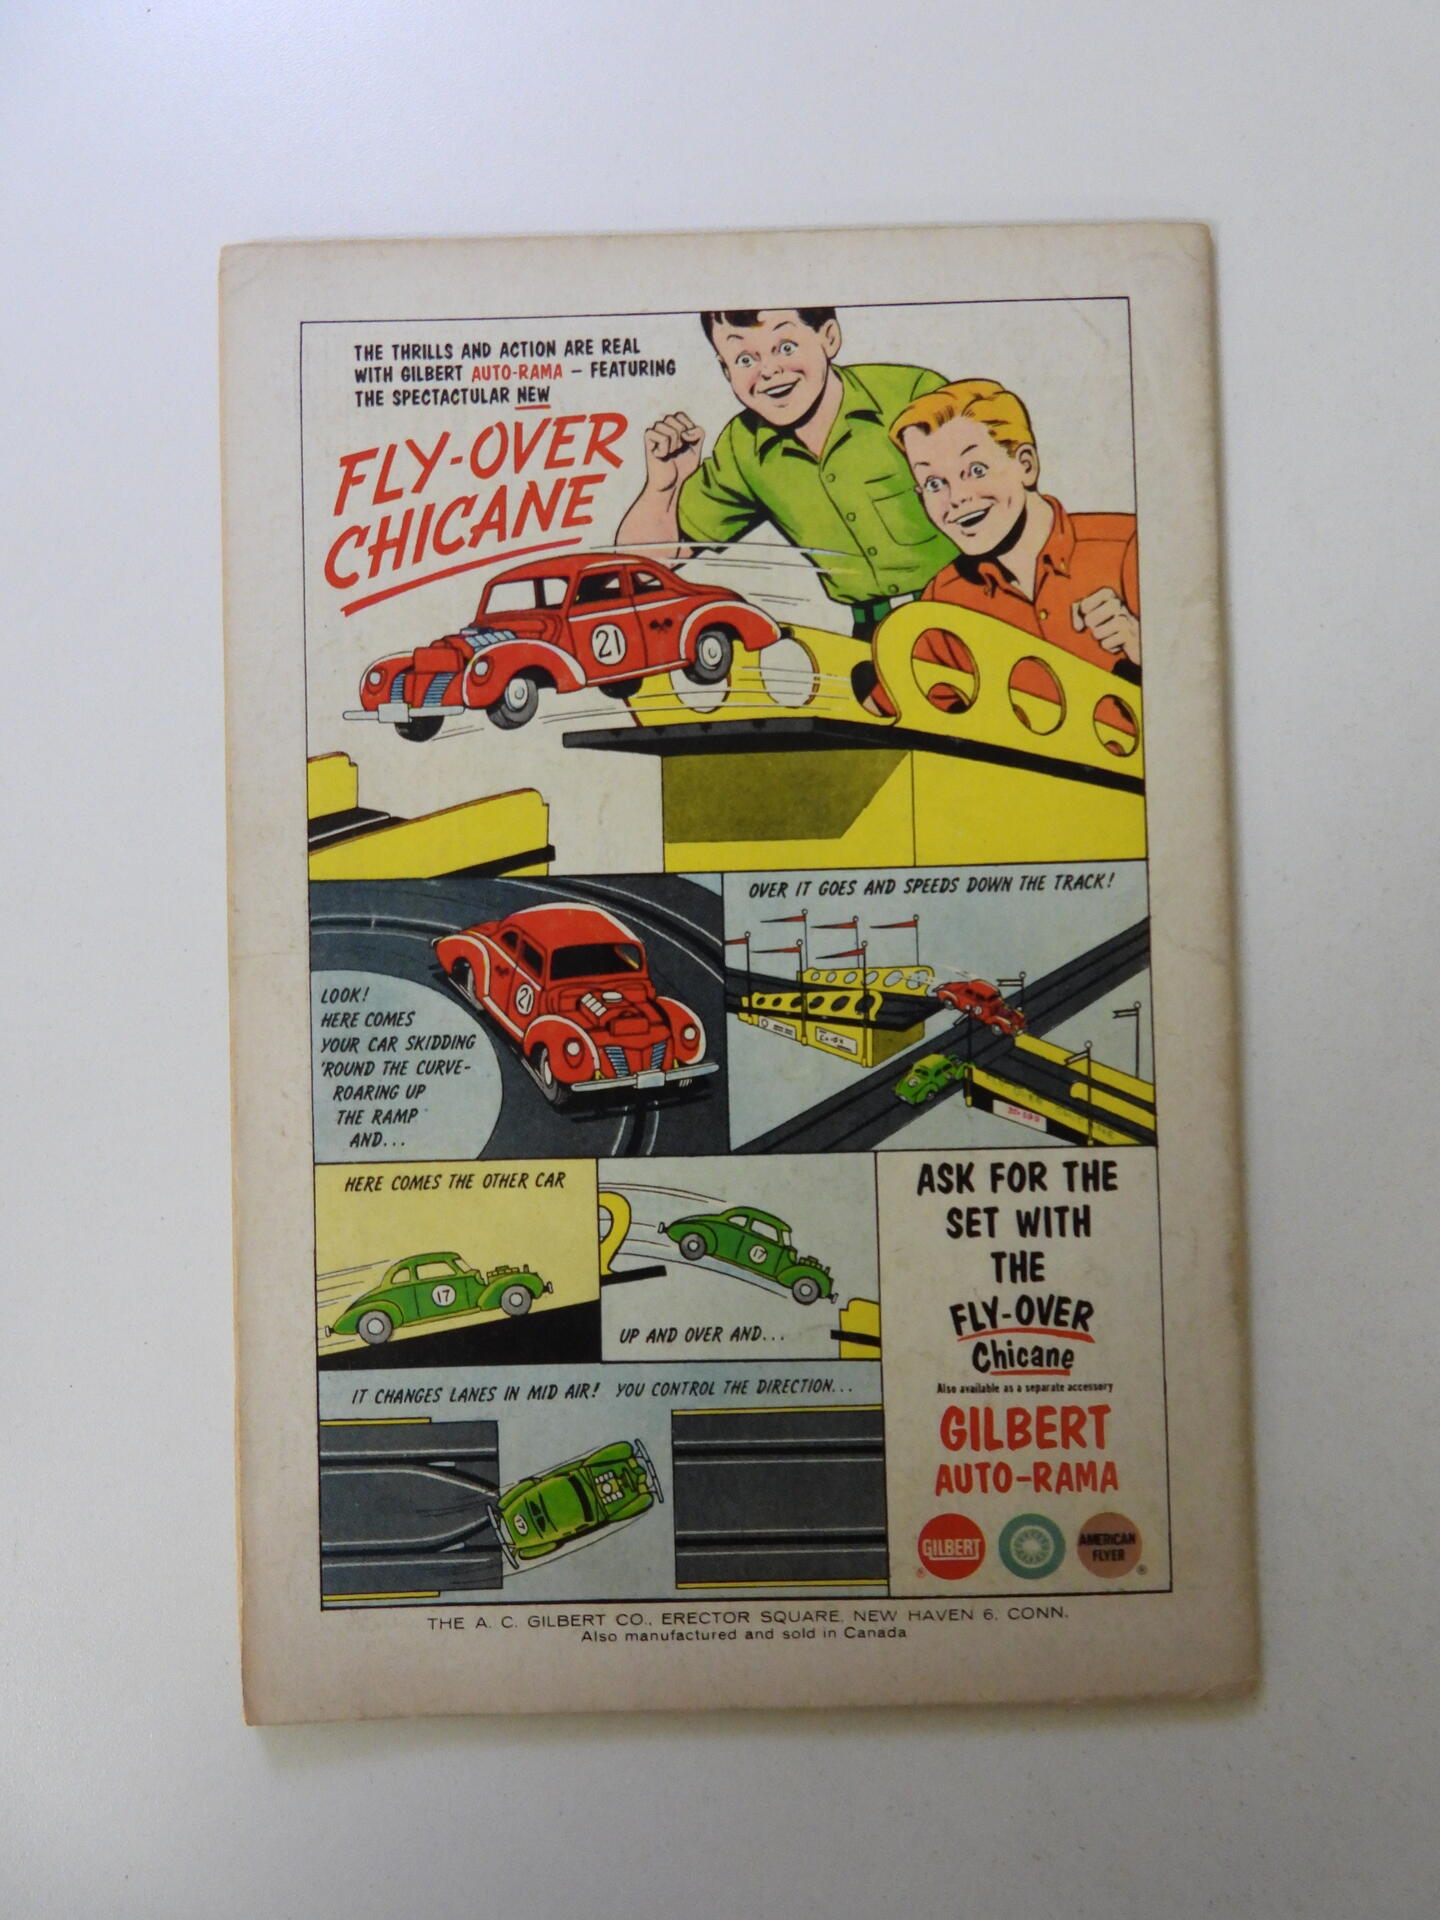 THE THRILLS AND ACTION ARE REAL
WITH GILBERT AUTO-RAMA – FEATURING
THE SPECTACTULAR NEW
FLY-OVER
CHICANE
21
LOOK!
HERE COMES
YOUR CAR SKIDDING
'ROUND THE CURVE-
ROARING UP
THE RAMP
AND...
21
OVER IT GOES AND SPEEDS DOWN THE TRACK!
HERE COMES THE OTHER CAR
17
17
UP AND OVER AND...
IT CHANGES LANES IN MID AIR! YOU CONTROL THE DIRECTION...
17
ASK FOR THE
SET WITH
THE
FLY-OVER
Chicane
Also available as a separate accessory
GILBERT
AUTO-RAMA
GILBERT
®
AMERICAN
FLYER
®
THE A. C. GILBERT CO., ERECTOR SQUARE, NEW HAVEN 6, CONN.
Also manufactured and sold in Canada